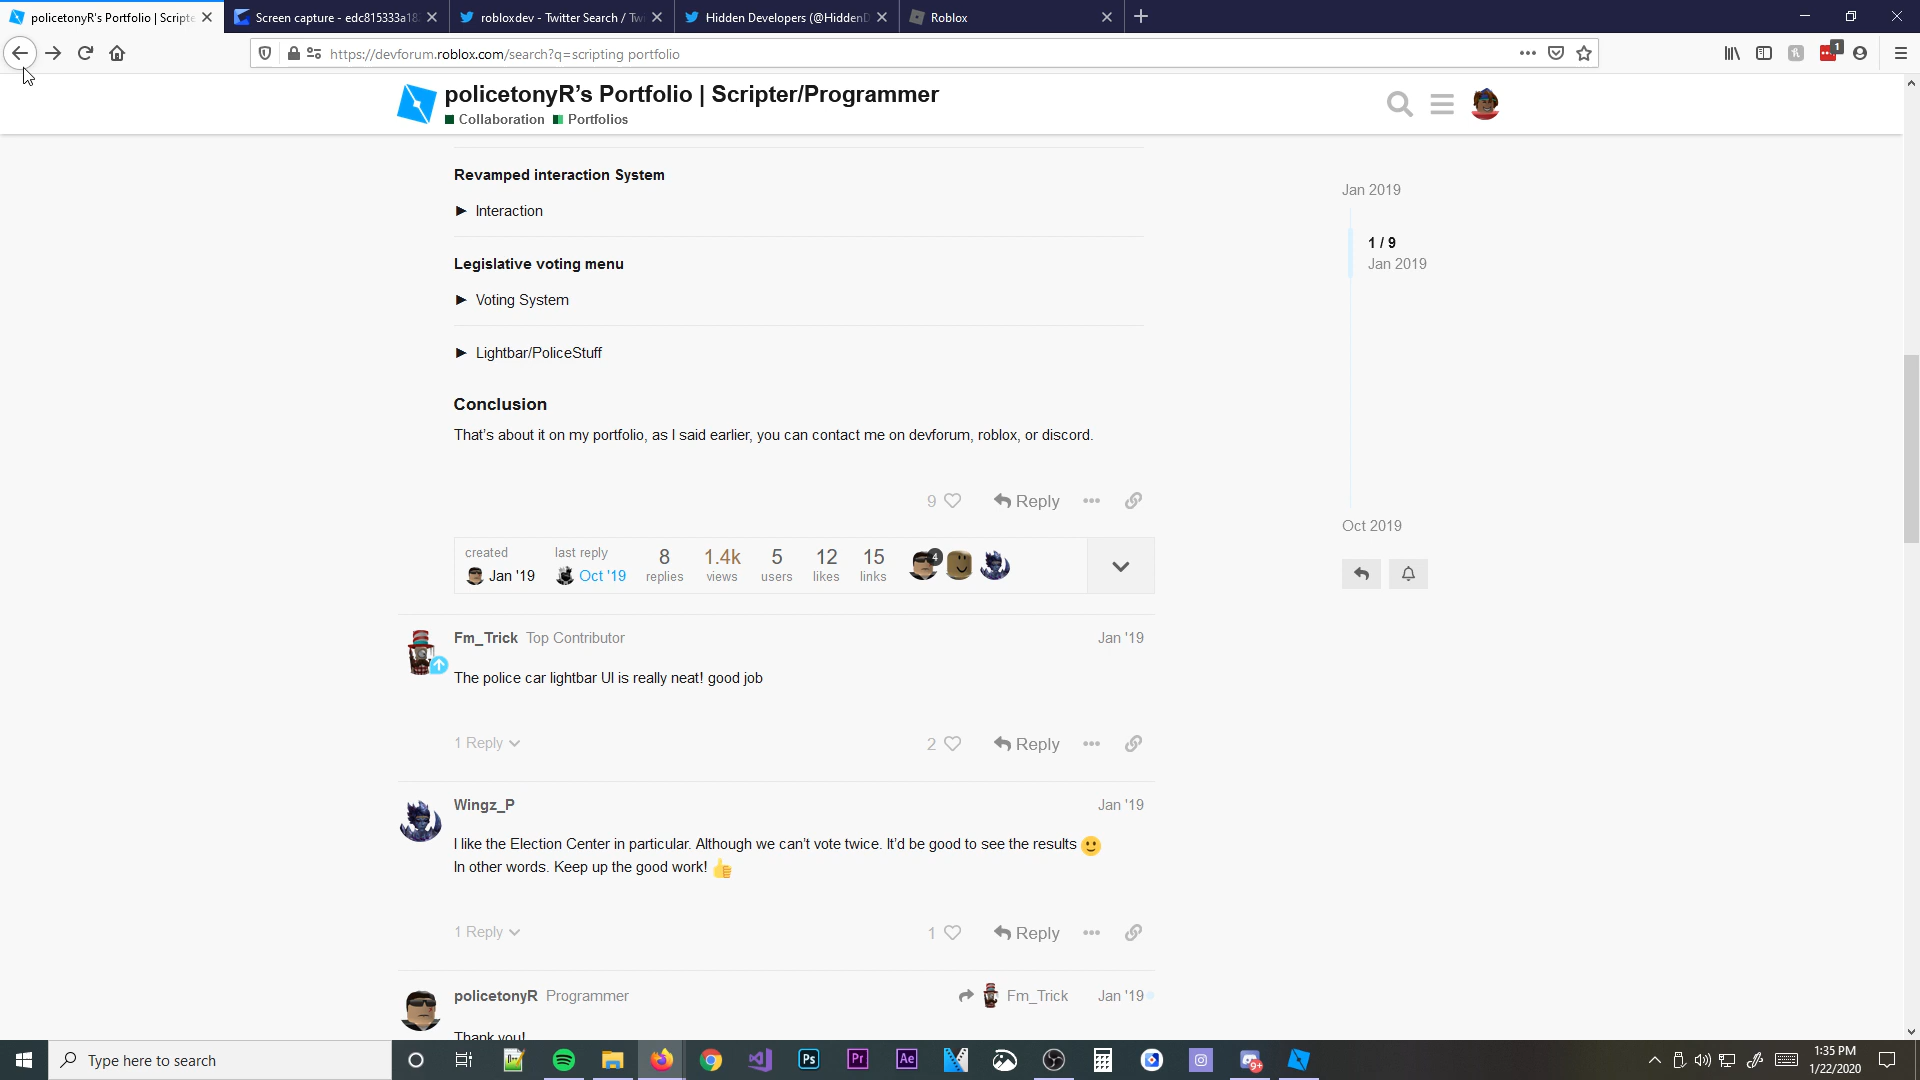 policetonyR's Portfolio | Scripte
Screen capture - edc815333a18
robloxdev - Twitter Search / Tw
Hidden Developers (@HiddenD
Roblox
https://devforum.roblox.com/search?q=scripting portfolio
1
policetonyR's Portfolio | Scripter/Programmer
Collaboration Portfolios
Revamped interaction System
► Interaction
Legislative voting menu
► Voting System
► Lightbar/PoliceStuff
Conclusion
That's about it on my portfolio, as I said earlier, you can contact me on devforum, roblox, or discord.
9 Reply
created
Jan '19
last reply
Oct '19
8
replies
1.4k
views
5
users
12
likes
15
links
4
Jan 2019
1 / 9
Jan 2019
Oct 2019
Fm_Trick Top Contributor Jan '19
The police car lightbar UI is really neat! good job
1 Reply 2 Reply
Wingz_P Jan '19
I like the Election Center in particular. Although we can't vote twice. It'd be good to see the results 🙂
In other words. Keep up the good work! 👍
1 Reply 1 Reply
policetonyR Programmer Fm_Trick Jan '19
Thank you!
Type here to search
Ps
Pr
Ae
9+
1:35 PM
1/22/2020